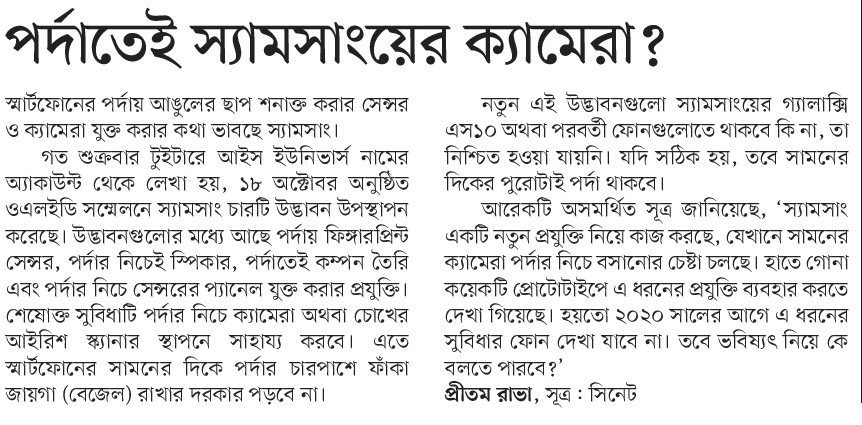 পর্দাতেই স্যামসাংয়ের ক্যামেরা?
স্মার্টফোনের পর্দায় আঙুলের ছাপ শনাক্ত করার সেন্সর
ও ক্যামেরা যুক্ত করার কথা ভাবছে স্যামসাং।
গত শুক্রবার টুইটারে আইস ইউনিভার্স নামের
অ্যাকাউন্ট থেকে লেখা হয়, ১৮ অক্টোবর অনুষ্ঠিত
ওএলইডি সম্মেলনে স্যামসাং চারটি উদ্ভাবন উপস্থাপন
করেছে। উদ্ভাবনগুলোর মধ্যে আছে পর্দায় ফিঙ্গারপ্রিন্ট
সেন্সর, পর্দার নিচেই স্পিকার, পর্দাতেই কম্পন তৈরি
এবং পর্দার নিচে সেন্সরের প্যানেল যুক্ত করার প্রযুক্তি।
শেষোক্ত সুবিধাটি পর্দার নিচে ক্যামেরা অথবা চোখের
আইরিশ স্ক্যানার স্থাপনে সাহায্য করবে। এতে
স্মার্টফোনের সামনের দিকে পর্দার চারপাশে ফাঁকা
জায়গা (বেজেল) রাখার দরকার পড়বে না।
নতুন এই উদ্ভাবনগুলো স্যামসাংয়ের গ্যালাক্সি
এস১০ অথবা পরবর্তী ফোনগুলোতে থাকবে কি না, তা
নিশ্চিত হওয়া যায়নি। যদি সঠিক হয়, তবে সামনের
দিকের পুরোটাই পর্দা থাকবে।
আরেকটি অসমর্থিত সূত্র জানিয়েছে, ‘স্যামসাং
একটি নতুন প্রযুক্তি নিয়ে কাজ করছে, যেখানে সামনের
ক্যামেরা পর্দার নিচে বসানোর চেষ্টা চলছে। হাতে গোনা
কয়েকটি প্রোটোটাইপে এ ধরনের প্রযুক্তি ব্যবহার করতে
দেখা গিয়েছে। হয়তো ২০২০ সালের আগে এ ধরনের
সুবিধার ফোন দেখা যাবে না। তবে ভবিষ্যৎ নিয়ে কে
বলতে পারবে?’
প্রীতম রাভা, সূত্র : সিনেট